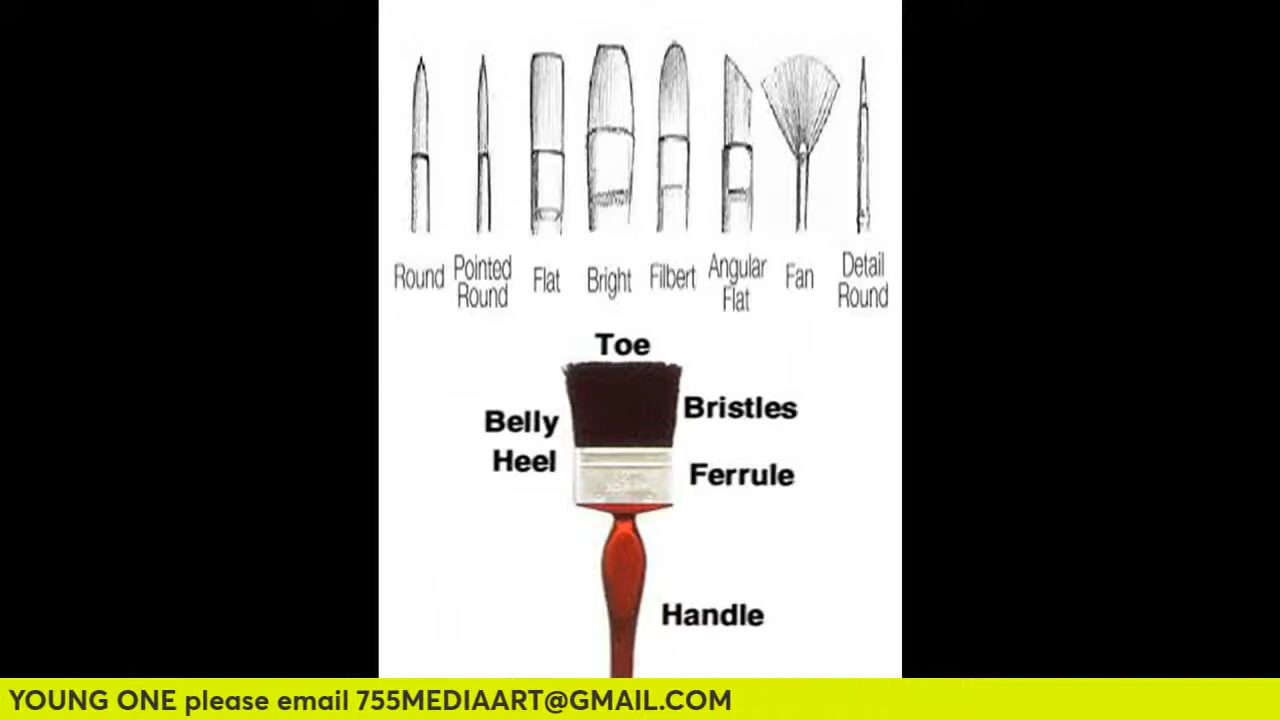 Round
Pointed
Round
Flat
Bright
Filbert
Angular
Flat
Fan
Detail
Round
Toe
Belly
Bristles
Heel
Ferrule
Handle
YOUNG ONE please email 755MEDIAART@GMAIL.COM